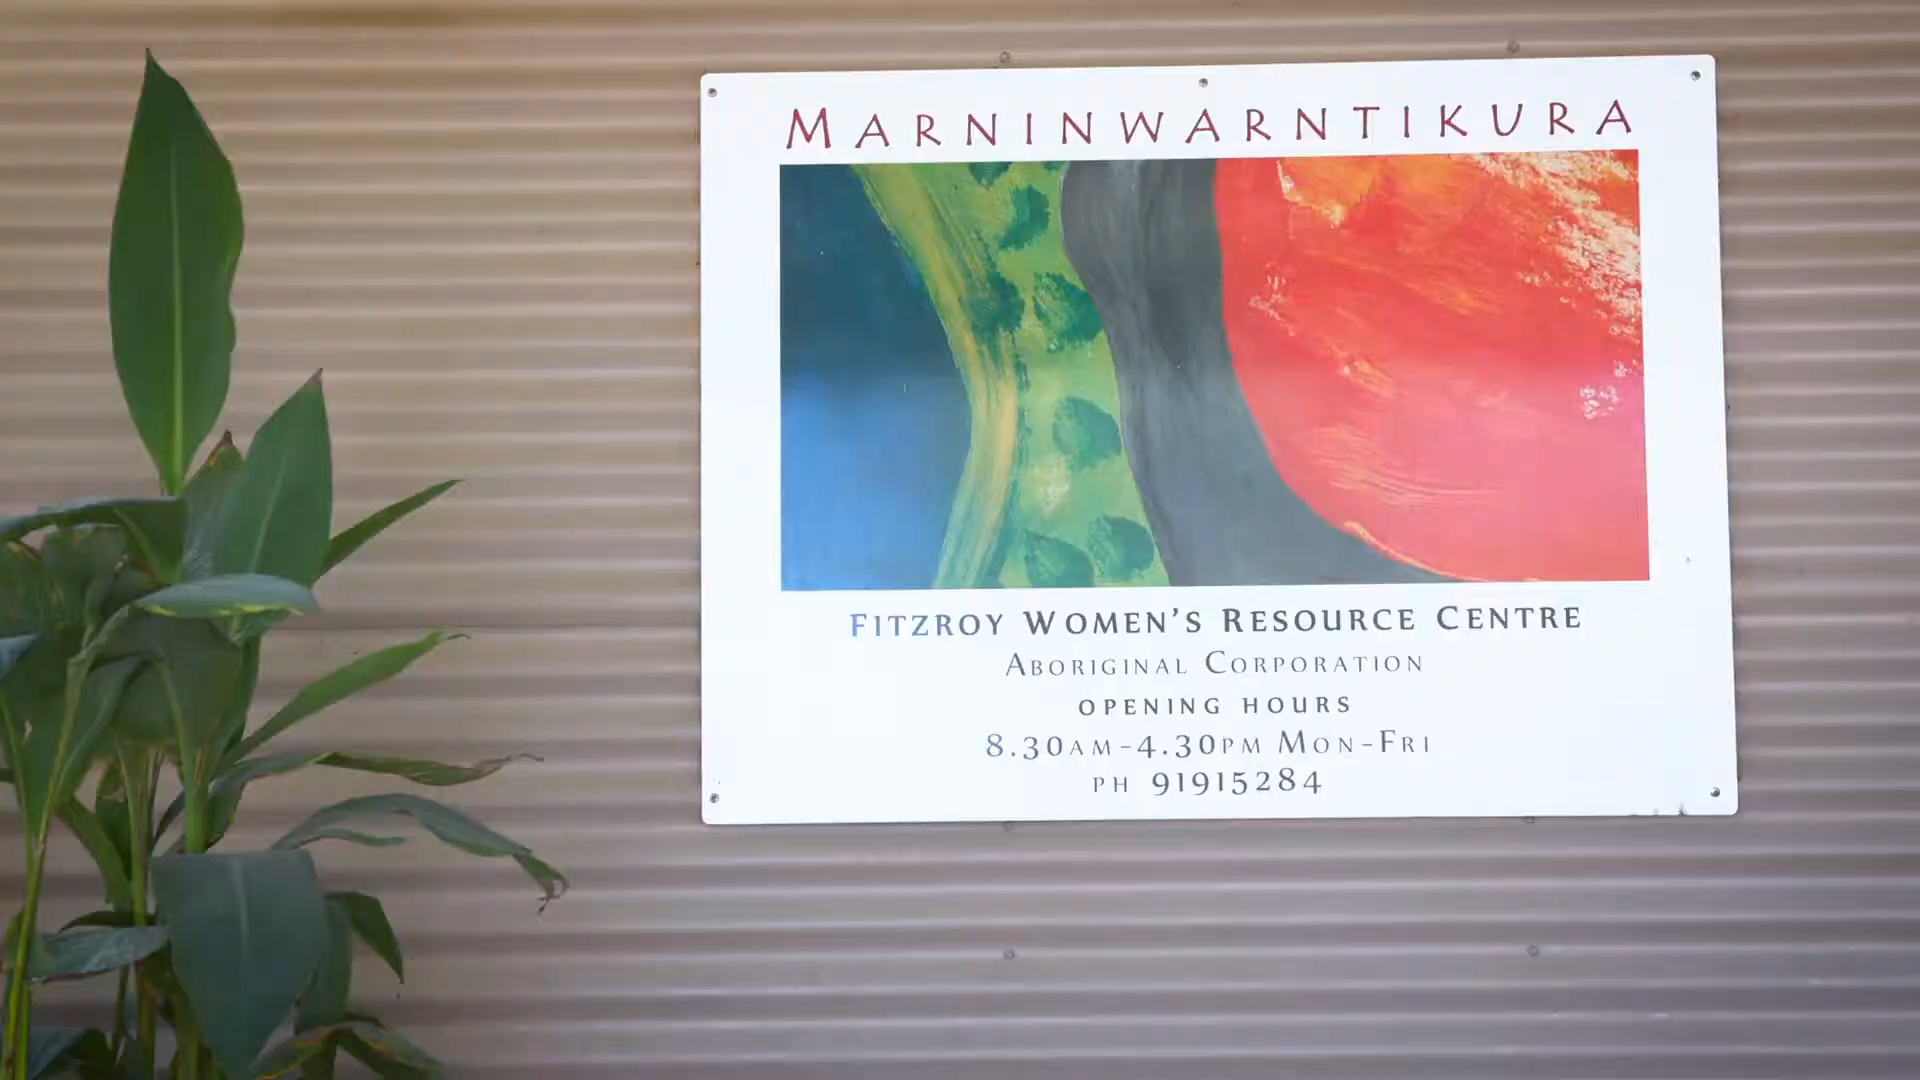 MARNINWARNTIKURA
FITZROY WOMEN'S RESOURCE CENTRE
ABORIGINAL CORPORATION
OPENING HOURS
8.30AM-4.30PM MON-FRI
PH 91915284